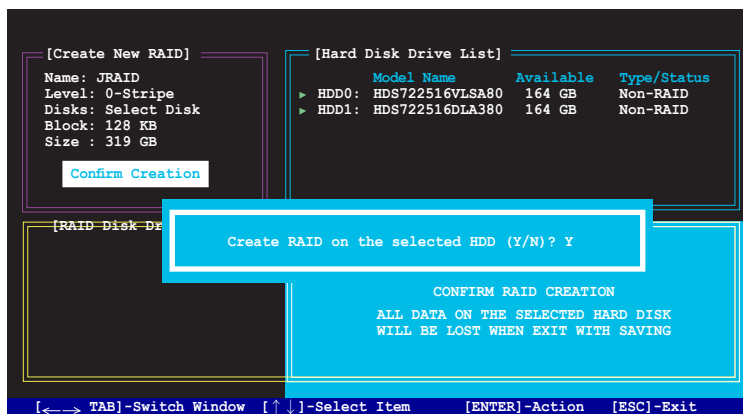 [Create New RAID]
Name: JRAID
Level: 0-Stripe
Disks: Select Disk
Block: 128 KB
Size : 319 GB
Confirm Creation
[Hard Disk Drive List]
Model Name Available Type/Status
HDD0: HDS722516VLSA80 164 GB Non-RAID
HDD1: HDS722516DLA380 164 GB Non-RAID
[RAID Disk Dr
Create RAID on the selected HDD (Y/N)? Y
CONFIRM RAID CREATION
ALL DATA ON THE SELECTED HARD DISK
WILL BE LOST WHEN EXIT WITH SAVING
[←→ TAB]-Switch Window [↑↓]-Select Item [ENTER]-Action [ESC]-Exit